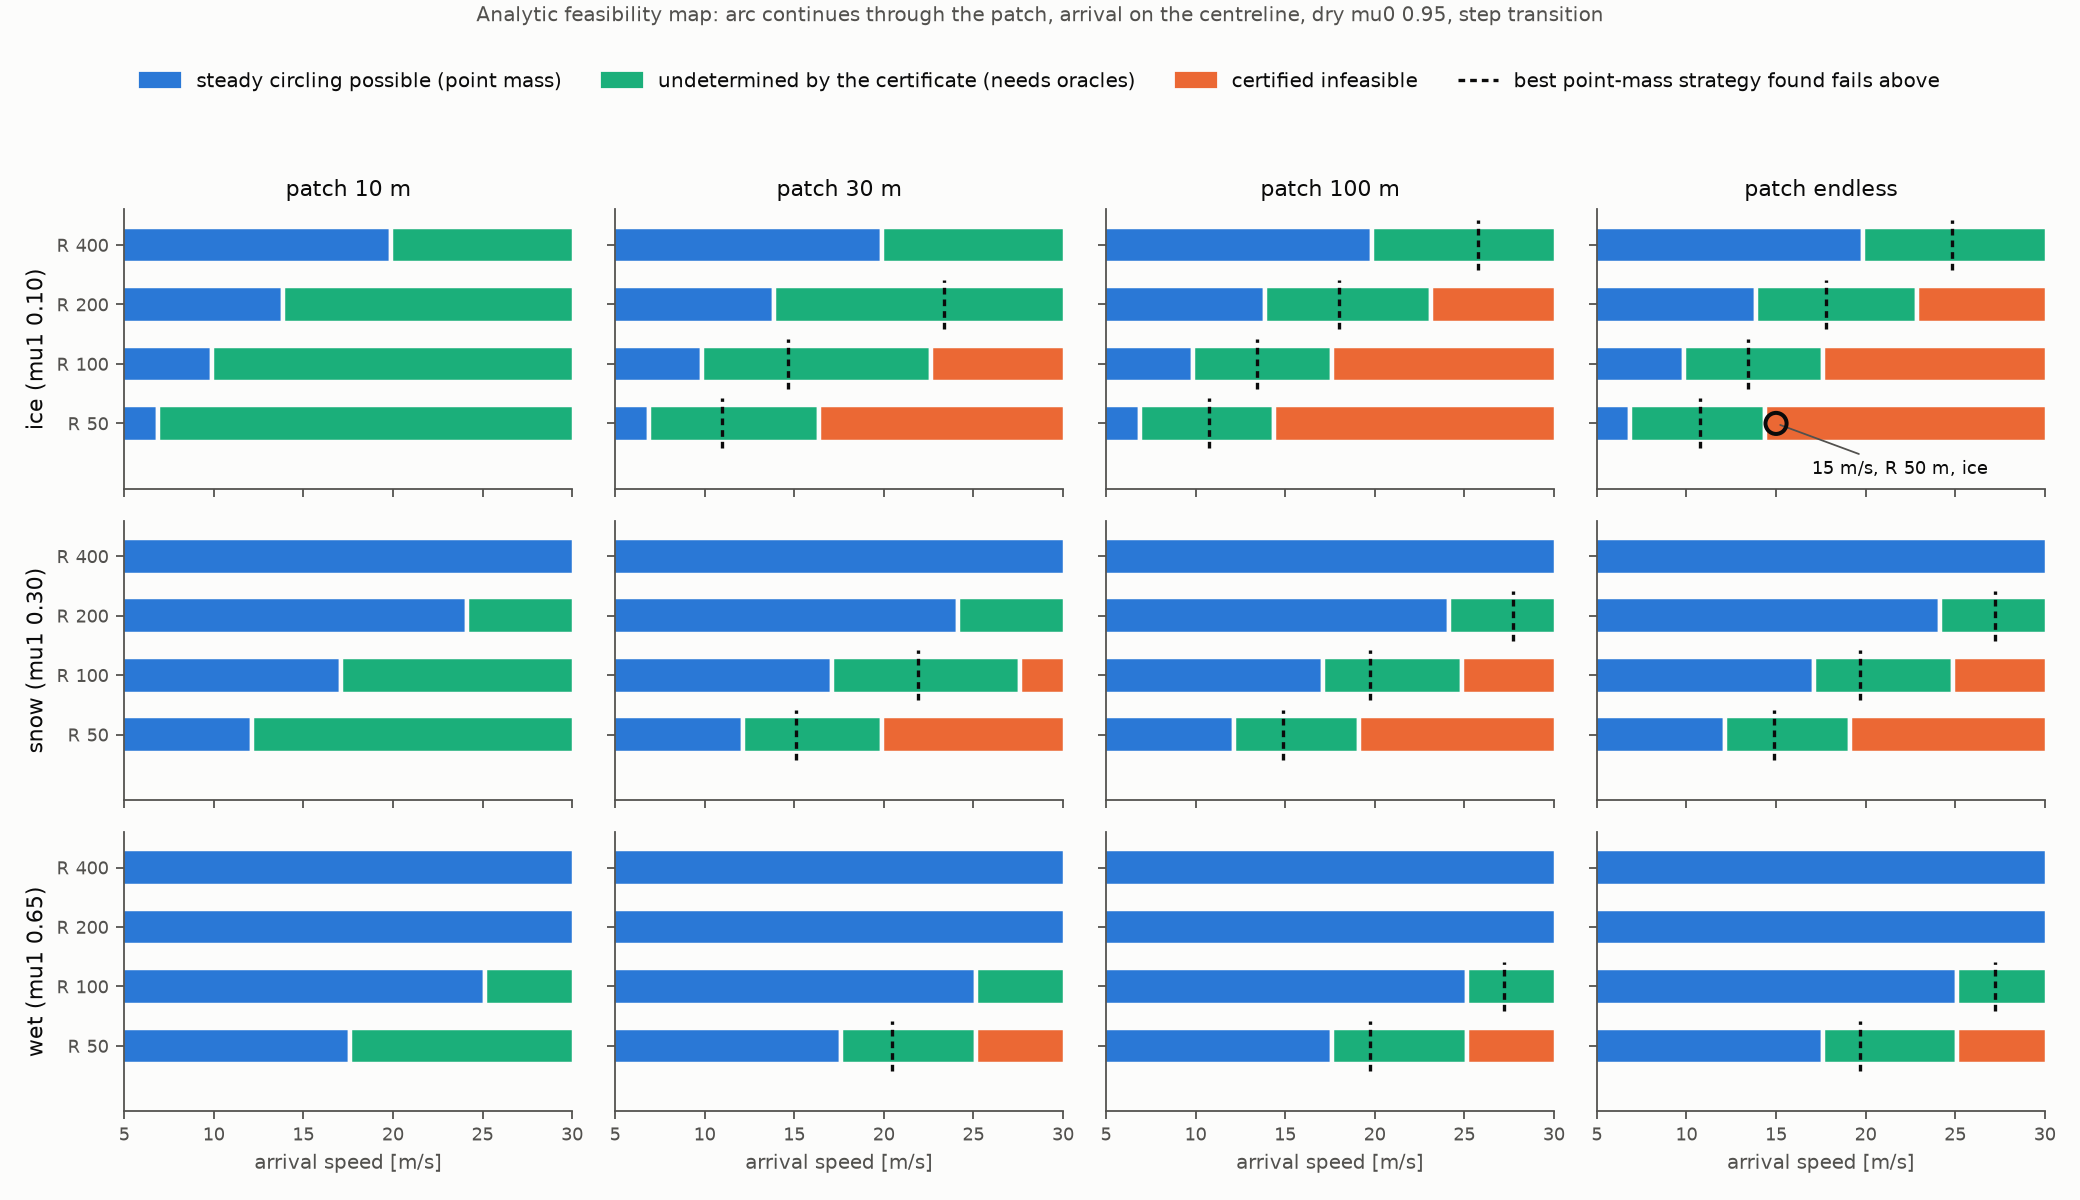 Analytic feasibility map: arc continues through the patch, arrival on the centreline, dry mu0 0.95, step transition
steady circling possible (point mass)
undetermined by the certificate (needs oracles)
certified infeasible
best point-mass strategy found fails above
patch 10 m
patch 30 m
patch 100 m
patch endless
ice (mu1 0.10)
R 400
R 200
R 100
R 50
15 m/s, R 50 m, ice
snow (mu1 0.30)
R 400
R 200
R 100
R 50
wet (mu1 0.65)
R 400
R 200
R 100
R 50
5 10 15 20 25 30
5 10 15 20 25 30
5 10 15 20 25 30
5 10 15 20 25 30
arrival speed [m/s]
arrival speed [m/s]
arrival speed [m/s]
arrival speed [m/s]